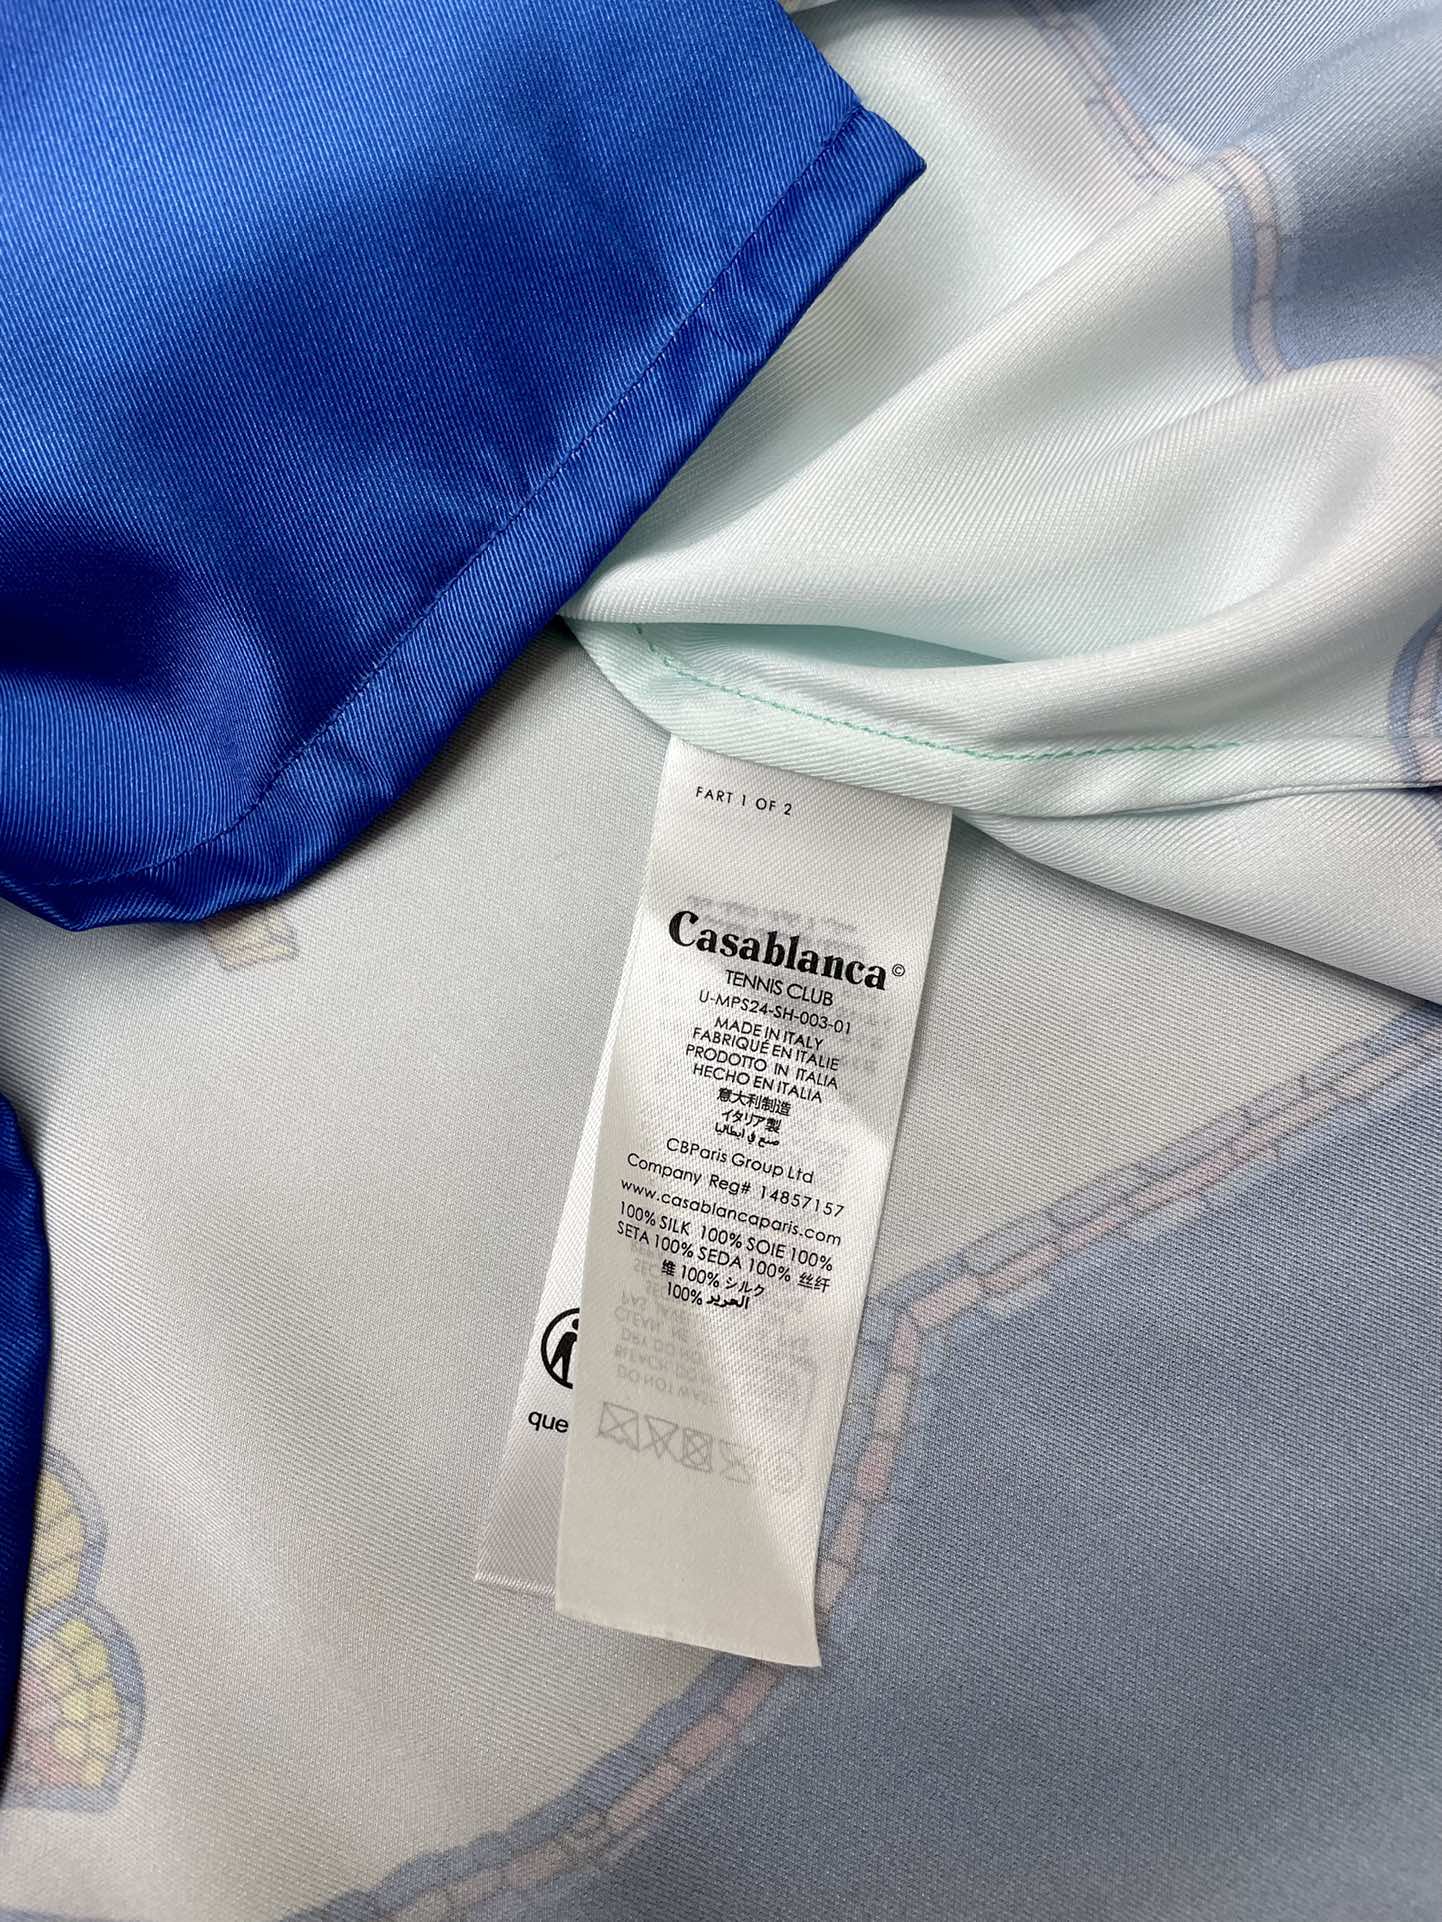 FART 1 OF 2
Casablanca©
TENNIS CLUB
U-MPS24-SH-003-01
MADE IN ITALY
FABRIQUÉ EN ITALIE
PRODOTTO IN ITALIA
HECHO EN ITALIA
意大利制造
イタリア製
صنع في ايطاليا
CBParis Group Ltd
Company Reg# 14857157
www.casablancaparis.com
100% SILK 100% SOIE 100%
SETA 100% SEDA 100% 丝纤
维 100% シルク
100% الحرير
que